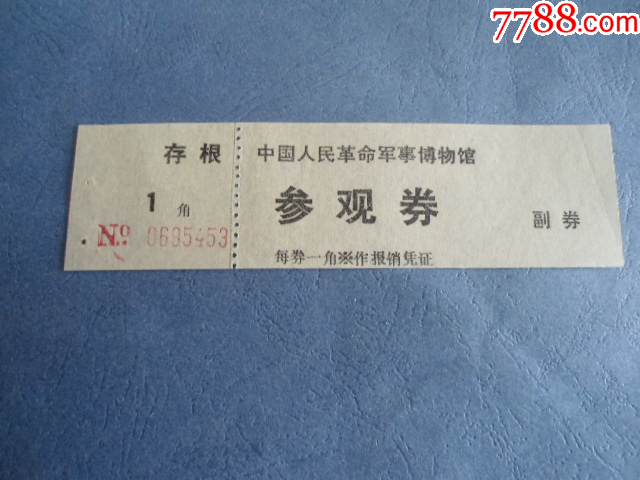 7788.com
存根
1角
No 0695453
中国人民革命军事博物馆
参观券
每券一角※作报销凭证
副券